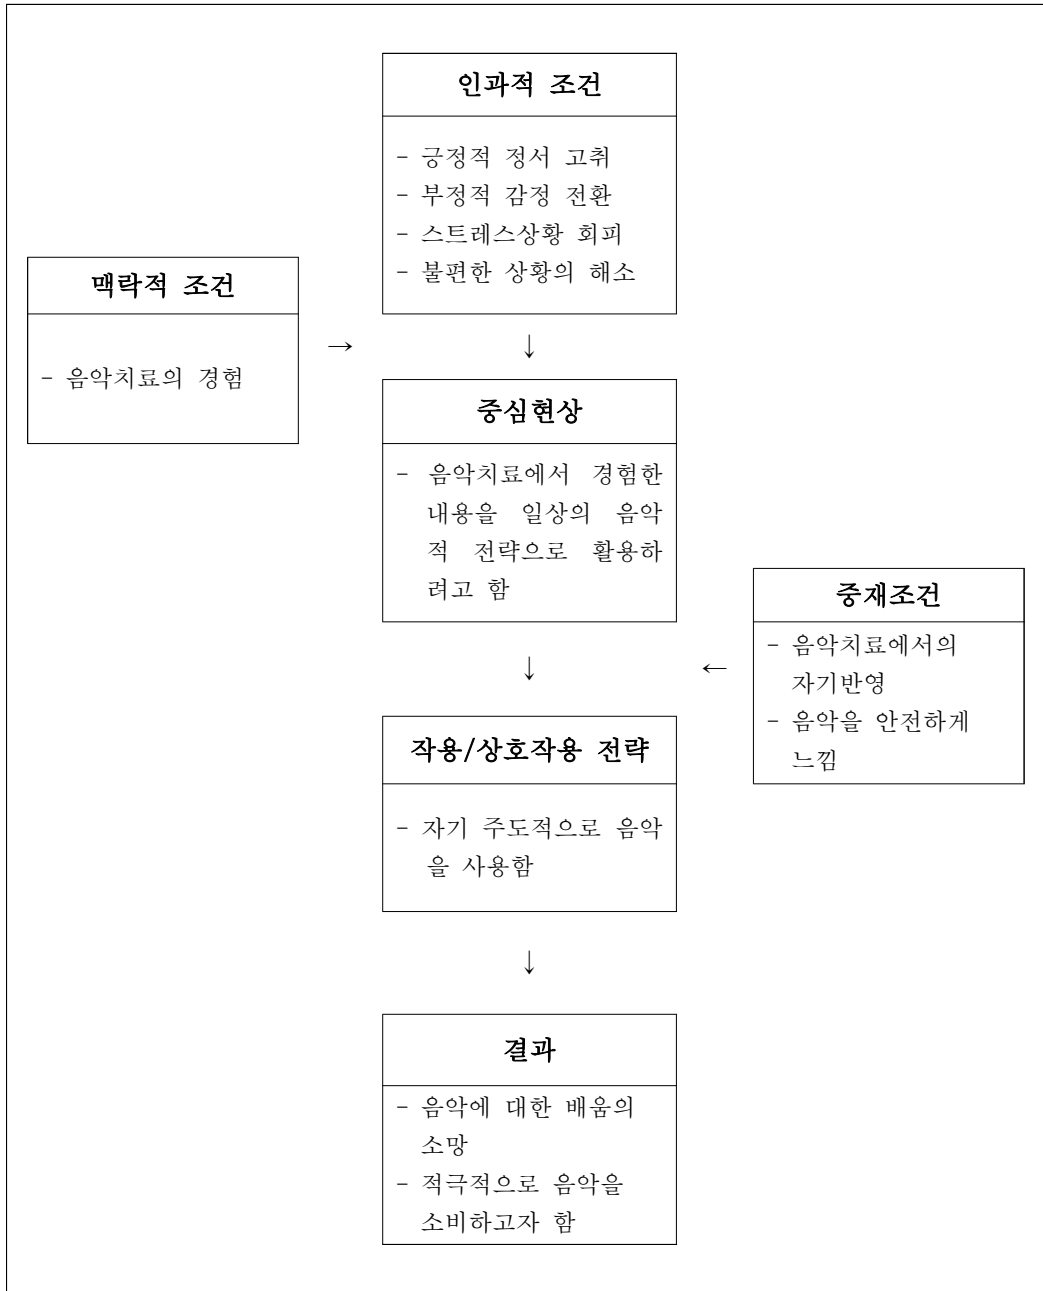 인과적 조건
- 긍정적 정서 고취
- 부정적 감정 전환
- 스트레스상황 회피
- 불편한 상황의 해소
맥락적 조건
- 음악치료의 경험
→
↓
중심현상
- 음악치료에서 경험한
내용을 일상의 음악
적 전략으로 활용하
려고 함
중재조건
- 음악치료에서의
자기반영
- 음악을 안전하게
느낌
↓
←
작용/상호작용 전략
- 자기 주도적으로 음악
을 사용함
↓
결과
- 음악에 대한 배움의
소망
- 적극적으로 음악을
소비하고자 함